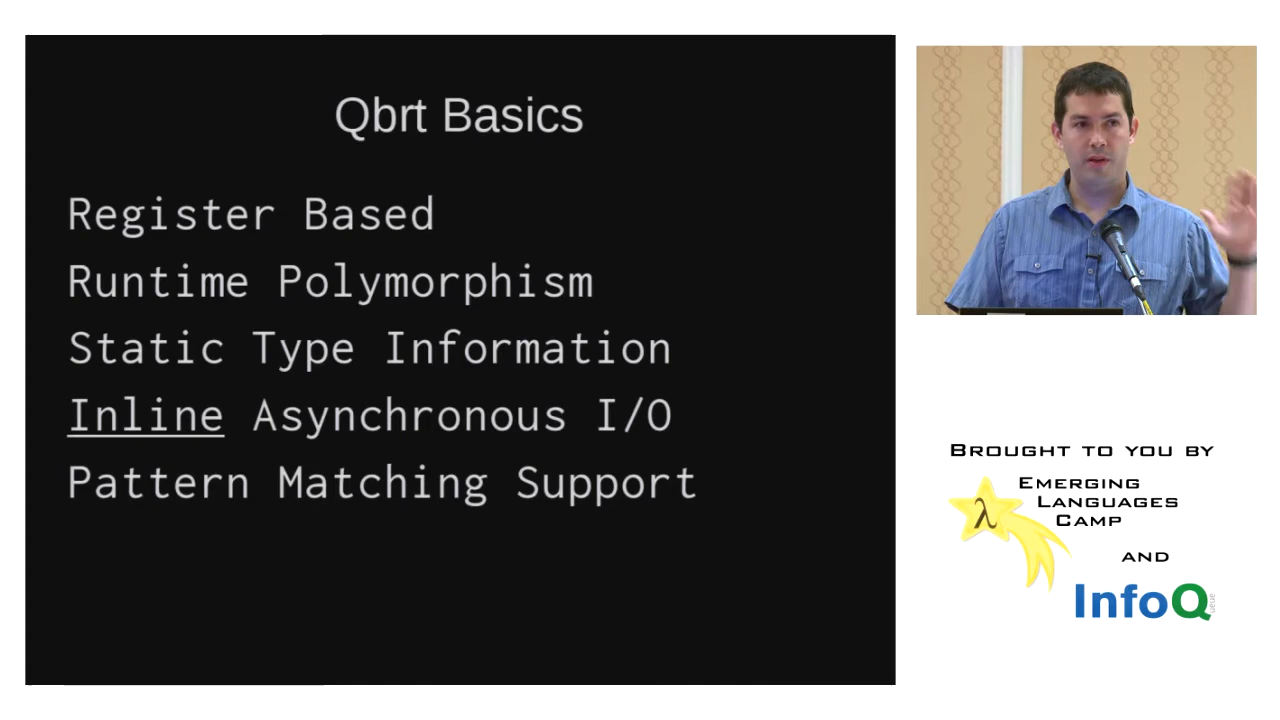 Qbrt Basics
Register Based
Runtime Polymorphism
Static Type Information
Inline Asynchronous I/O
Pattern Matching Support
BROUGHT TO YOU BY
EMERGING
LANGUAGES
CAMP
λ
AND
InfoQ
ueue